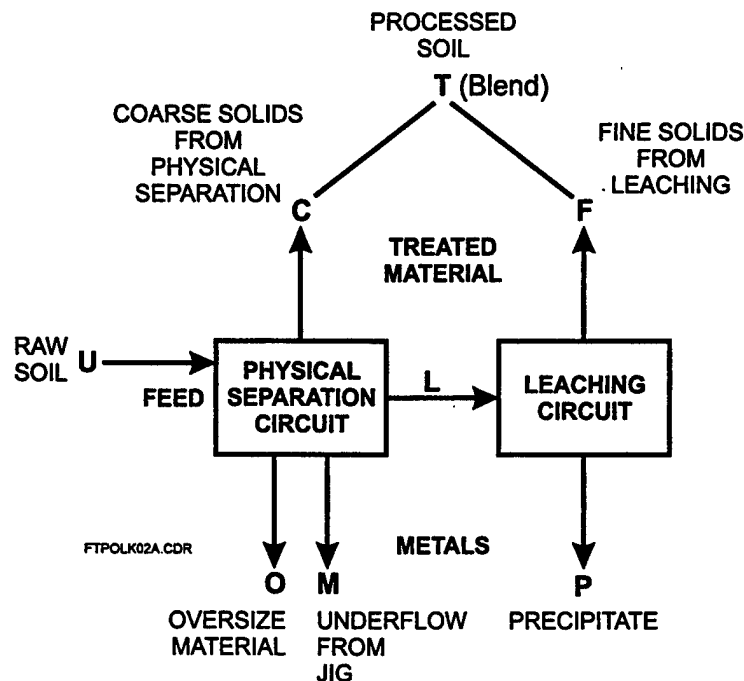 PROCESSED
SOIL
T (Blend)
COARSE SOLIDS
FROM
PHYSICAL
SEPARATION
C
FINE SOLIDS
FROM
LEACHING
F
TREATED
MATERIAL
RAW
SOIL
U
FEED
PHYSICAL
SEPARATION
CIRCUIT
L
LEACHING
CIRCUIT
FTPOLK02A.CDR
METALS
O
OVERSIZE
MATERIAL
M
UNDERFLOW
FROM
JIG
P
PRECIPITATE